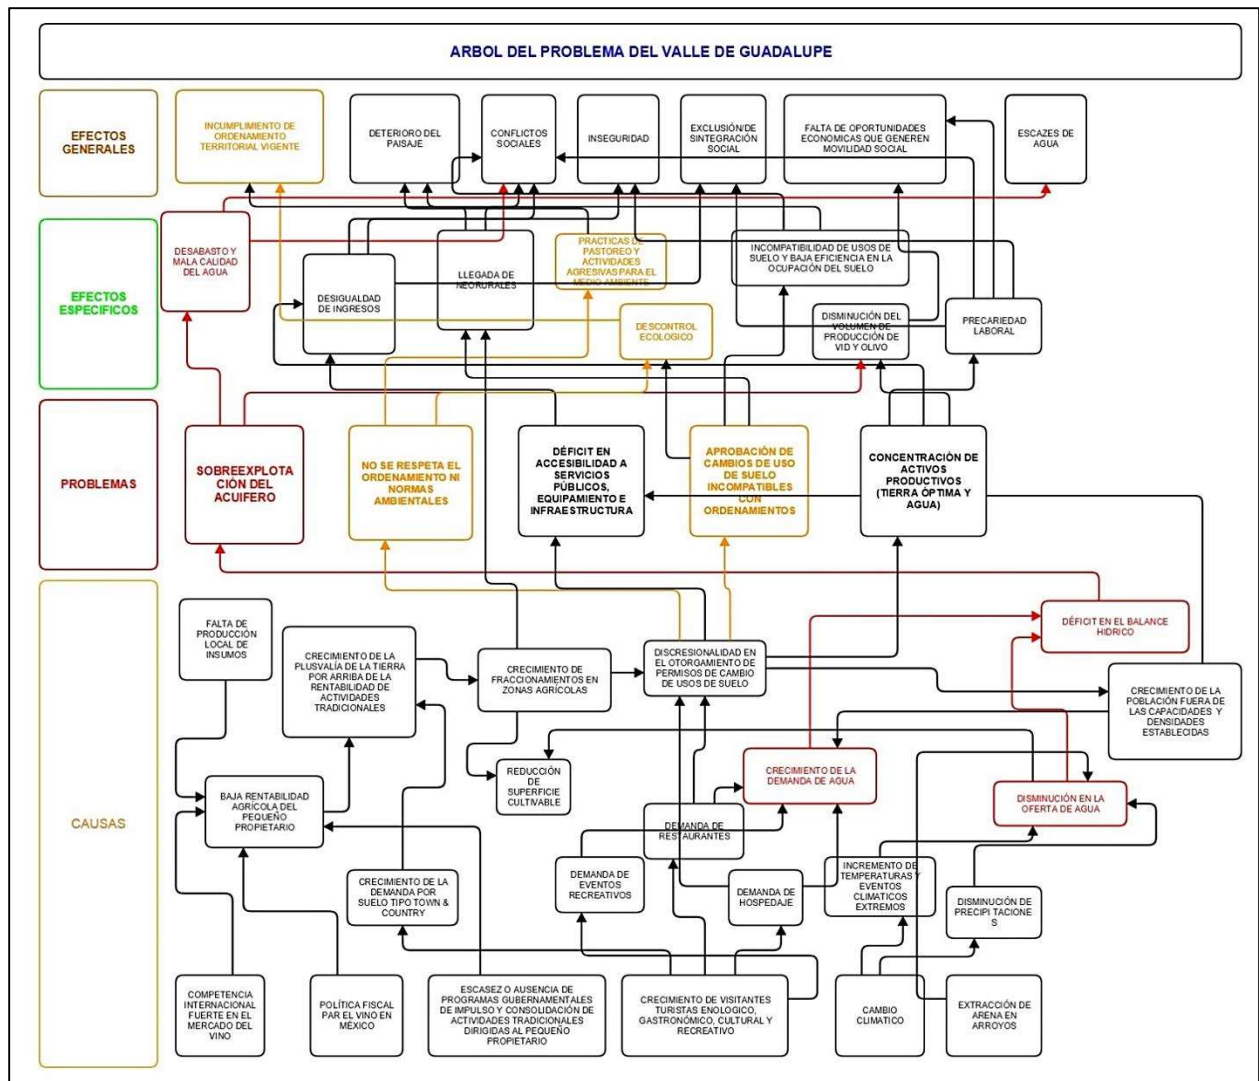 ARBOL DEL PROBLEMA DEL VALLE DE GUADALUPE
EFECTOS
GENERALES
INCUMPLIMIENTO DE
ORDENAMIENTO
TERRITORIAL VIGENTE
DETERIORO DEL
PAISAJE
CONFLICTOS
SOCIALES
INSEGURIDAD
EXCLUSIÓN/DE
SINTEGRACIÓN
SOCIAL
FALTA DE OPORTUNIDADES
ECONOMICAS QUE GENEREN
MOVILIDAD SOCIAL
ESCAZES DE
AGUA
EFECTOS
ESPECIFICOS
DESABASTO Y
MALA CALIDAD
DEL AGUA
DESIGUALDAD
DE INGRESOS
LLEGADA DE
NEORURALES
PRACTICAS DE
PASTOREO Y
ACTIVIDADES
AGRESIVAS PARA EL
MEDIO AMBIENTE
DESCONTROL
ECOLOGICO
INCOMPATIBILIDAD DE USOS DE
SUELO Y BAJA EFICIENCIA EN LA
OCUPACIÓN DEL SUELO
DISMINUCIÓN DEL
VOLUMEN DE
PRODUCCIÓN DE
VID Y OLIVO
PRECARIEDAD
LABORAL
PROBLEMAS
SOBREEXPLOTA
CIÓN DEL
ACUIFERO
NO SE RESPETA EL
ORDENAMIENTO NI
NORMAS
AMBIENTALES
DÉFICIT EN
ACCESIBILIDAD A
SERVICIOS
PÚBLICOS,
EQUIPAMIENTO E
INFRAESTRUCTURA
APROBACIÓN DE
CAMBIOS DE USO
DE SUELO
INCOMPATIBLES
CON
ORDENAMIENTOS
CONCENTRACIÓN DE
ACTIVOS
PRODUCTIVOS
(TIERRA ÓPTIMA Y
AGUA)
CAUSAS
FALTA DE
PRODUCCIÓN
LOCAL DE
INSUMOS
CRECIMIENTO DE LA
PLUSVALÍA DE LA TIERRA
POR ARRIBA DE LA
RENTABILIDAD DE
ACTIVIDADES
TRADICIONALES
CRECIMIENTO DE
FRACCIONAMIENTOS EN
ZONAS AGRÍCOLAS
DISCRESIONALIDAD EN
EL OTORGAMIENTO DE
PERMISOS DE CAMBIO
DE USOS DE SUELO
DÉFICIT EN EL BALANCE
HIDRICO
CRECIMIENTO DE LA
POBLACIÓN FUERA DE
LAS CAPACIDADES Y
DENSIDADES
ESTABLECIDAS
BAJA RENTABILIDAD
AGRÍCOLA DEL
PEQUEÑO
PROPIETARIO
REDUCCIÓN
DE
SUPERFICIE
CULTIVABLE
CRECIMIENTO DE LA
DEMANDA DE AGUA
DISMINUCIÓN EN LA
OFERTA DE AGUA
DEMANDA DE
RESTAURANTES
CRECIMIENTO DE LA
DEMANDA POR
SUELO TIPO TOWN &
COUNTRY
DEMANDA DE
EVENTOS
RECREATIVOS
DEMANDA DE
HOSPEDAJE
INCREMENTO DE
TEMPERATURAS Y
EVENTOS
CLIMATICOS
EXTREMOS
DISMINUCIÓN DE
PRECIPI TACIONE
S
COMPETENCIA
INTERNACIONAL
FUERTE EN EL
MERCADO DEL
VINO
POLÍTICA FISCAL
PAR EL VINO EN
MÉXICO
ESCASEZ O AUSENCIA DE
PROGRAMAS GUBERNAMENTALES
DE IMPULSO Y CONSOLIDACIÓN DE
ACTIVIDADES TRADICIONALES
DIRIGIDAS AL PEQUEÑO
PROPIETARIO
CRECIMIENTO DE VISITANTES
TURISTAS ENOLOGICO,
GASTRONÓMICO, CULTURAL Y
RECREATIVO
CAMBIO
CLIMATICO
EXTRACCIÓN DE
ARENA EN
ARROYOS